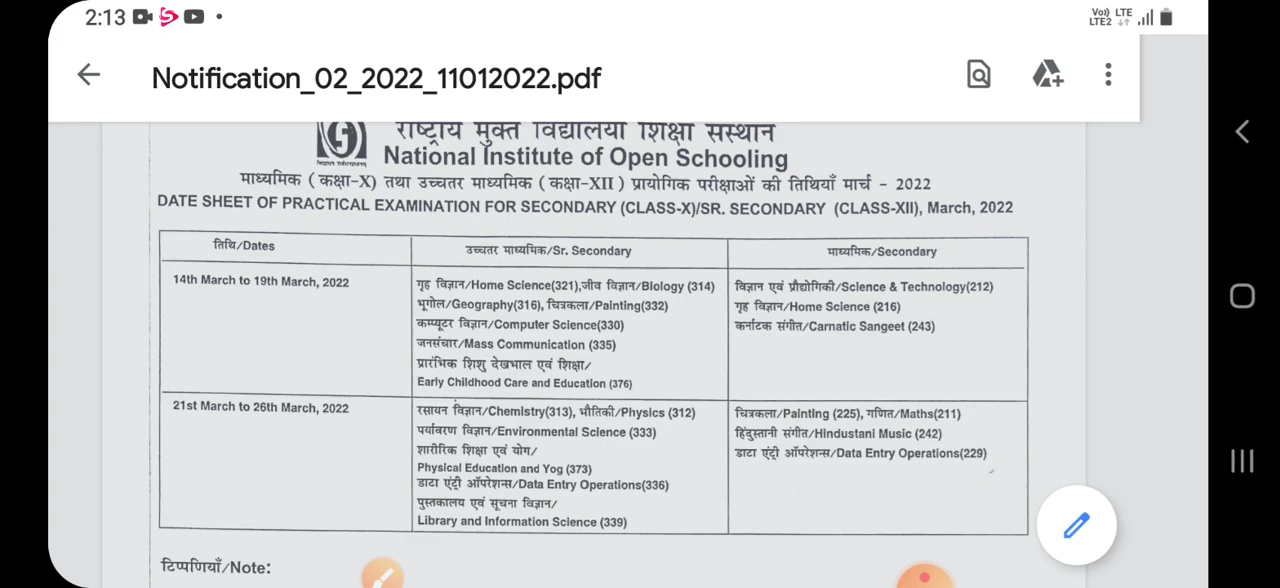 2:13
Vo) LTE
LTE2
Notification_02_2022_11012022.pdf
राष्ट्रीय मुक्त विद्यालयी शिक्षा संस्थान
National Institute of Open Schooling
माध्यमिक ( कक्षा-X) तथा उच्चतर माध्यमिक ( कक्षा-XII ) प्रायोगिक परीक्षाओं की तिथियाँ मार्च - 2022
DATE SHEET OF PRACTICAL EXAMINATION FOR SECONDARY (CLASS-X)/SR. SECONDARY (CLASS-XII), March, 2022
तिथि/Dates
उच्चतर माध्यमिक/Sr. Secondary
माध्यमिक/Secondary
14th March to 19th March, 2022
गृह विज्ञान/Home Science(321),जीव विज्ञान/Biology (314)
भूगोल/Geography(316), चित्रकला/Painting(332)
कम्प्यूटर विज्ञान/Computer Science(330)
जनसंचार/Mass Communication (335)
प्रारंभिक शिशु देखभाल एवं शिक्षा/
Early Childhood Care and Education (376)
विज्ञान एवं प्रौद्योगिकी/Science & Technology(212)
गृह विज्ञान/Home Science (216)
कर्नाटक संगीत/Carnatic Sangeet (243)
21st March to 26th March, 2022
रसायन विज्ञान/Chemistry(313), भौतिकी/Physics (312)
पर्यावरण विज्ञान/Environmental Science (333)
शारीरिक शिक्षा एवं योग/
Physical Education and Yog (373)
डाटा एंट्री ऑपरेशन्स/Data Entry Operations(336)
पुस्तकालय एवं सूचना विज्ञान/
Library and Information Science (339)
चित्रकला/Painting (225), गणित/Maths(211)
हिंदुस्तानी संगीत/Hindustani Music (242)
डाटा एंट्री ऑपरेशन्स/Data Entry Operations(229)
टिप्पणियाँ/Note: